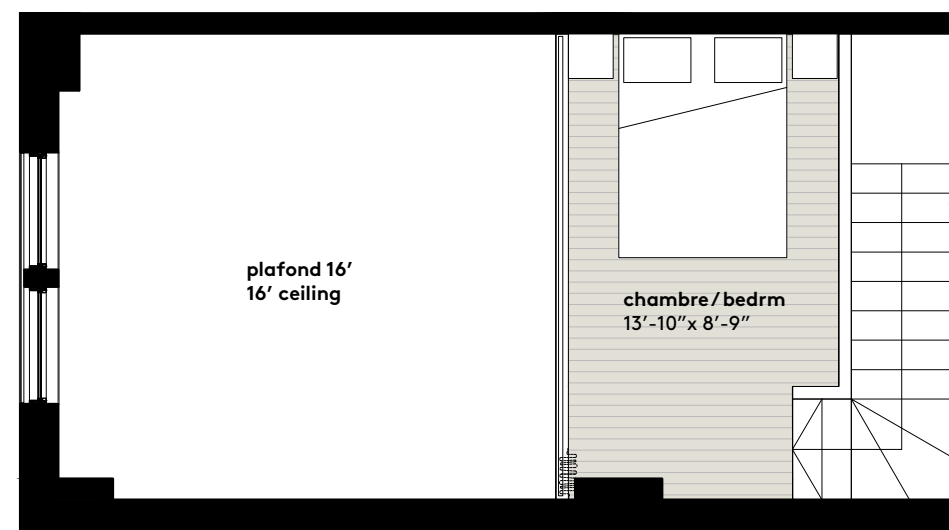 plafond 16′
16′ ceiling
chambre / bedrm
13′-10″x 8′-9″